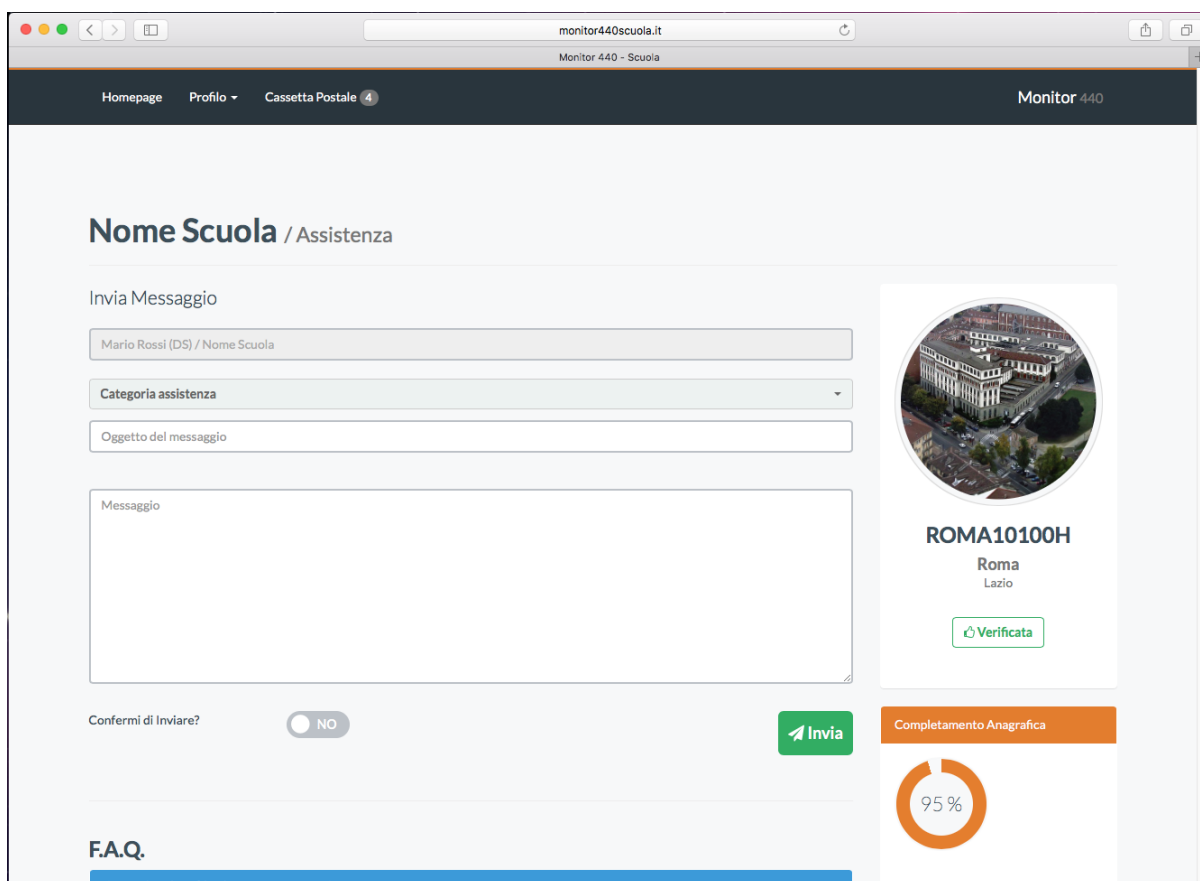 monitor440scuola.it
Monitor 440 - Scuola
Homepage Profilo Cassetta Postale 4 Monitor 440
Nome Scuola / Assistenza
Invia Messaggio
Mario Rossi (DS) / Nome Scuola
Categoria assistenza
Oggetto del messaggio
Messaggio
Confermi di Inviare? NO
Invia
ROMA10100H
Roma
Lazio
Verificata
Completamento Anagrafica
95 %
F.A.Q.